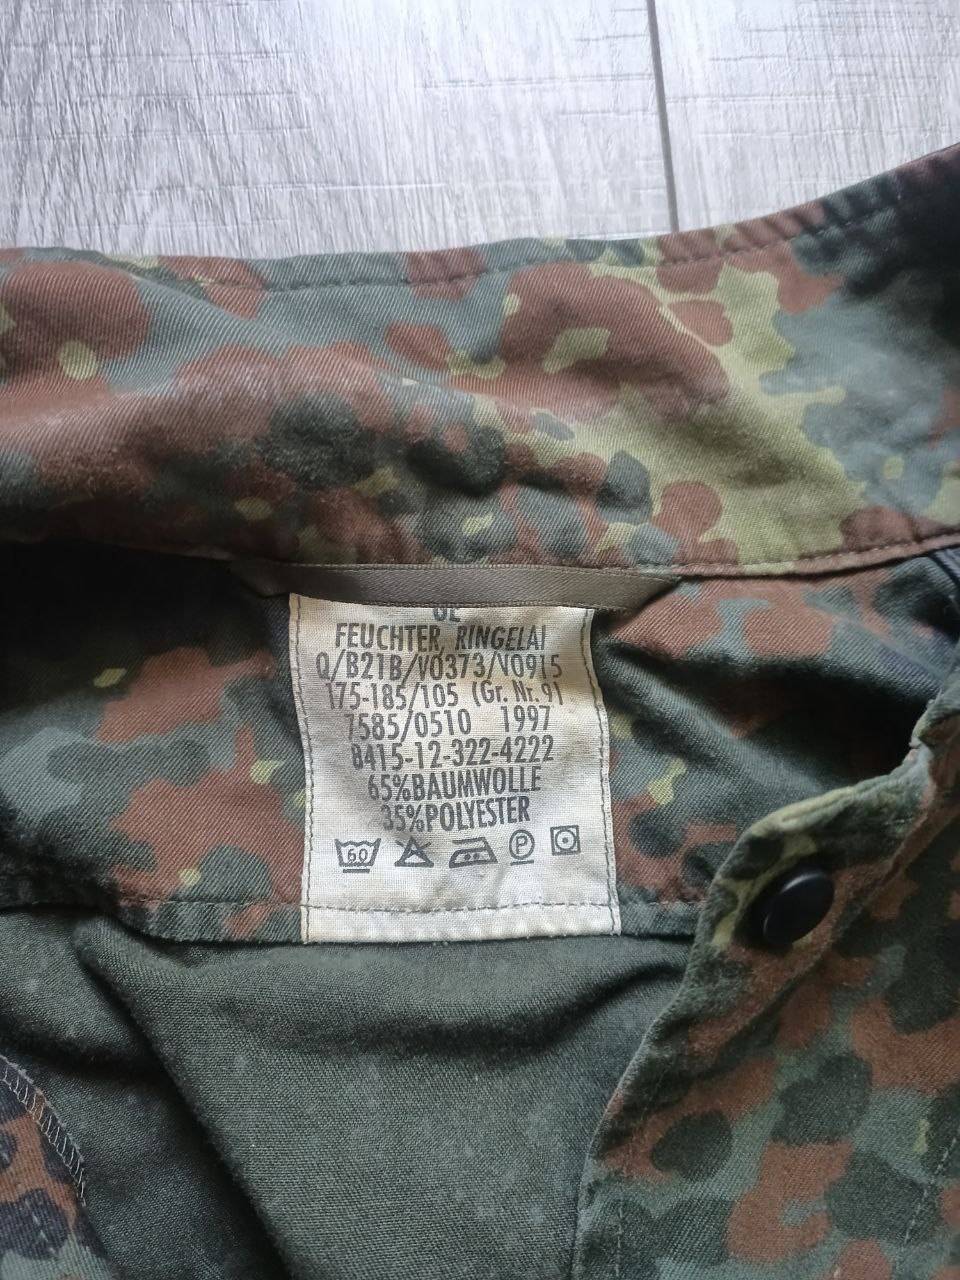 FEUCHTER, RINGELAI
Q/B21B/V0373/V0915
175-185/105 (Gr. Nr. 9)
7585/0510 1997
8415-12-322-4222
65%BAUMWOLLE
35%POLYESTER
60 P